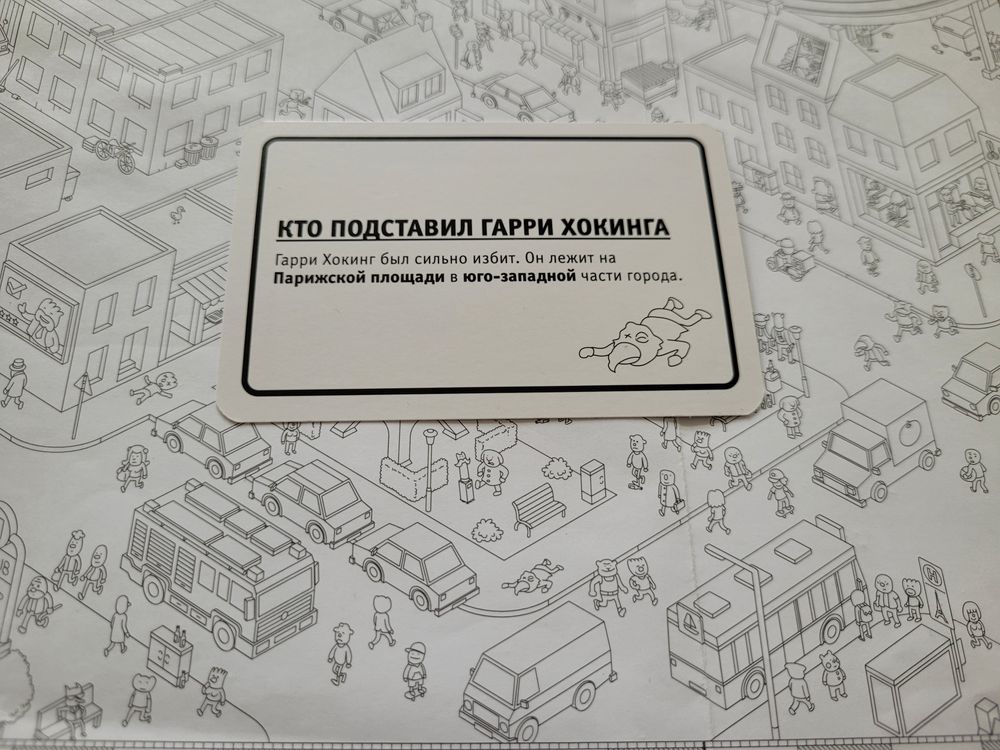 КТО ПОДСТАВИЛ ГАРРИ ХОКИНГА
Гарри Хокинг был сильно избит. Он лежит на
Парижской площади в юго-западной части города.